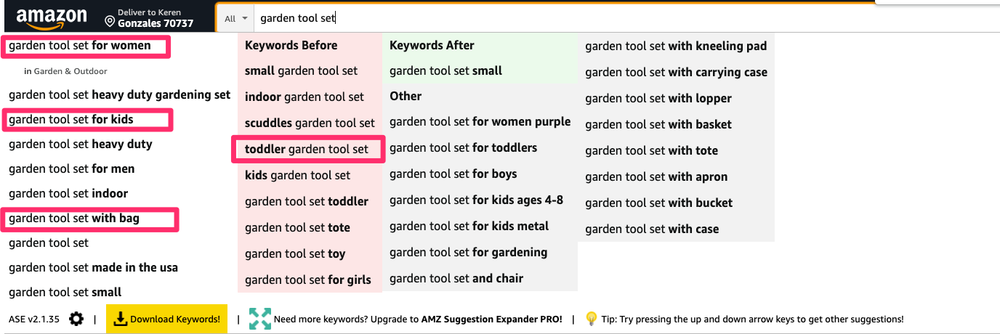 amazon
Deliver to Keren
Gonzales 70737
All
garden tool set
garden tool set for women
in Garden & Outdoor
garden tool set heavy duty gardening set
garden tool set for kids
garden tool set heavy duty
garden tool set for men
garden tool set indoor
garden tool set with bag
garden tool set
garden tool set made in the usa
garden tool set small
Keywords Before
small garden tool set
indoor garden tool set
scuddles garden tool set
toddler garden tool set
kids garden tool set
garden tool set toddler
garden tool set tote
garden tool set toy
garden tool set for girls
Keywords After
garden tool set small
Other
garden tool set for women purple
garden tool set for toddlers
garden tool set for boys
garden tool set for kids ages 4-8
garden tool set for kids metal
garden tool set for gardening
garden tool set and chair
garden tool set with kneeling pad
garden tool set with carrying case
garden tool set with lopper
garden tool set with basket
garden tool set with tote
garden tool set with apron
garden tool set with bucket
garden tool set with case
ASE v2.1.35 | Download Keywords! | Need more keywords? Upgrade to AMZ Suggestion Expander PRO! | Tip: Try pressing the up and down arrow keys to get other suggestions!